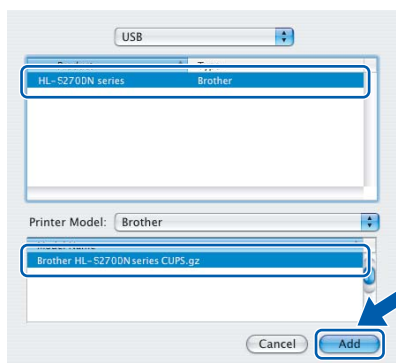 USB
HL-5270DN series Brother
Printer Model: Brother
Brother HL-5270DN series CUPS.gz
Cancel Add